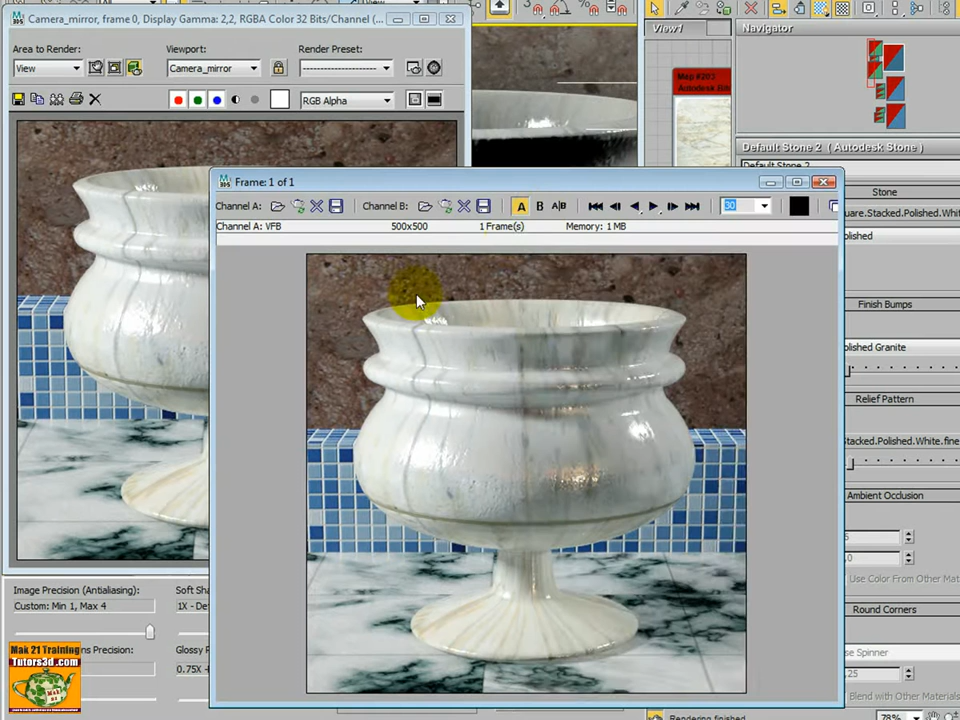 Camera_mirror, frame 0, Display Gamma: 2,2, RGBA Color 32 Bits/Channel (...
Area to Render:
Viewport:
Render Preset:
View
Camera_mirror
RGB Alpha
View1
Navigator
Map #203
Default Stone 2 ( Autodesk Stone )
Default Stone 2
Frame: 1 of 1
Channel A:
Channel B:
A
B
A|B
30
Channel A: VFB
500x500
1 Frame(s)
Memory: 1 MB
Stone
uare.Stacked.Polished.Whit
olished
Finish Bumps
olished Granite
Relief Pattern
Stacked.Polished.White.fine
Ambient Occlusion
5
,0
Use Color From Other Mat
Round Corners
se Spinner
,25
Blend with Other Materials
Image Precision (Antialiasing):
Soft Sha
Custom: Min 1, Max 4
1X - De
ns Precision:
Glossy R
0.75X
Mak 21 Training
Tutors3d.com
78%
Rendering finished